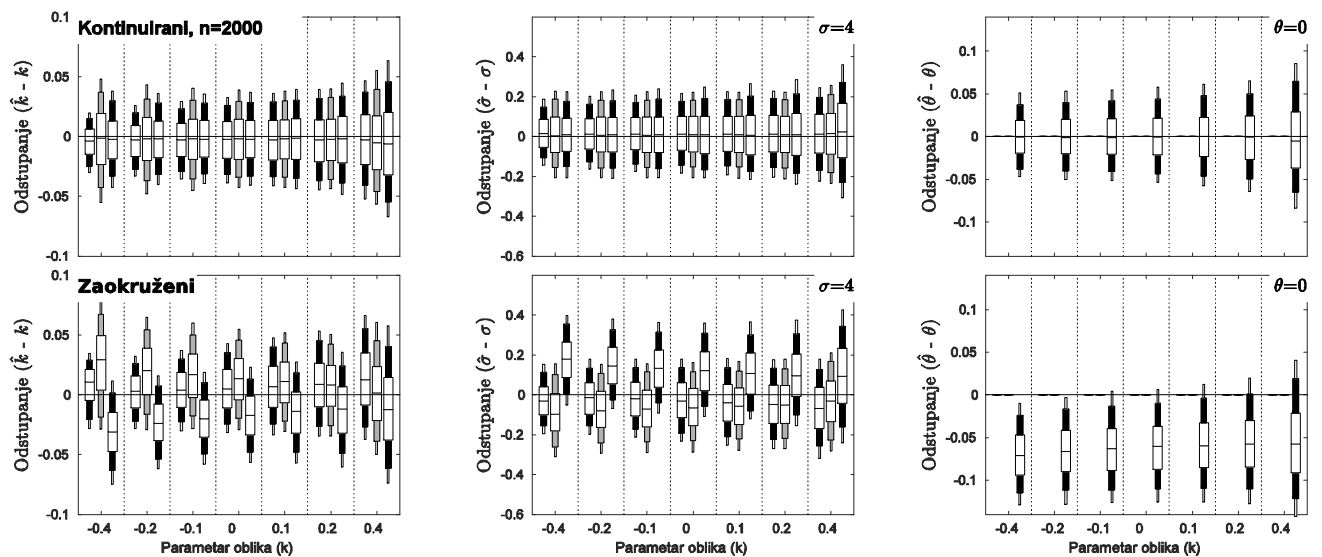 Kontinuirani, n=2000
Odstupanje (k̂ - k)
0.1
0.05
0
-0.05
-0.1
σ=4
Odstupanje (σ̂ - σ)
0.4
0.2
0
-0.2
-0.4
-0.6
θ=0
Odstupanje (θ̂ - θ)
0.1
0.05
0
-0.05
-0.1
Zaokruženi
Odstupanje (k̂ - k)
0.1
0.05
0
-0.05
-0.1
-0.4 -0.2 -0.1 0 0.1 0.2 0.4
Parametar oblika (k)
σ=4
Odstupanje (σ̂ - σ)
0.4
0.2
0
-0.2
-0.4
-0.6
-0.4 -0.2 -0.1 0 0.1 0.2 0.4
Parametar oblika (k)
θ=0
Odstupanje (θ̂ - θ)
0.1
0.05
0
-0.05
-0.1
-0.4 -0.2 -0.1 0 0.1 0.2 0.4
Parametar oblika (k)